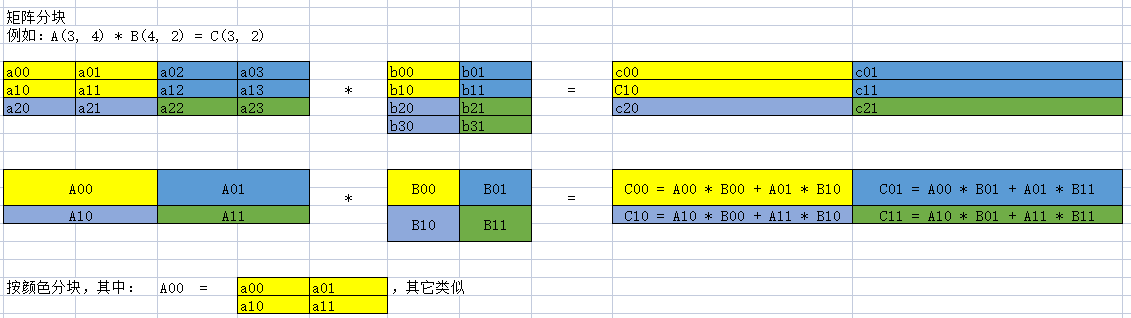 矩阵分块
例如：A(3, 4) * B(4, 2) = C(3, 2)
a00 a01 a02 a03 b00 b01 c00 c01
a10 a11 a12 a13 * b10 b11 = C10 c11
a20 a21 a22 a23 b20 b21 c20 c21
b30 b31
A00 A01 * B00 B01 = C00 = A00 * B00 + A01 * B10 C01 = A00 * B01 + A01 * B11
A10 A11 B10 B11 C10 = A10 * B00 + A11 * B10 C11 = A10 * B01 + A11 * B11
按颜色分块，其中： A00 = a00 a01 ，其它类似
a10 a11